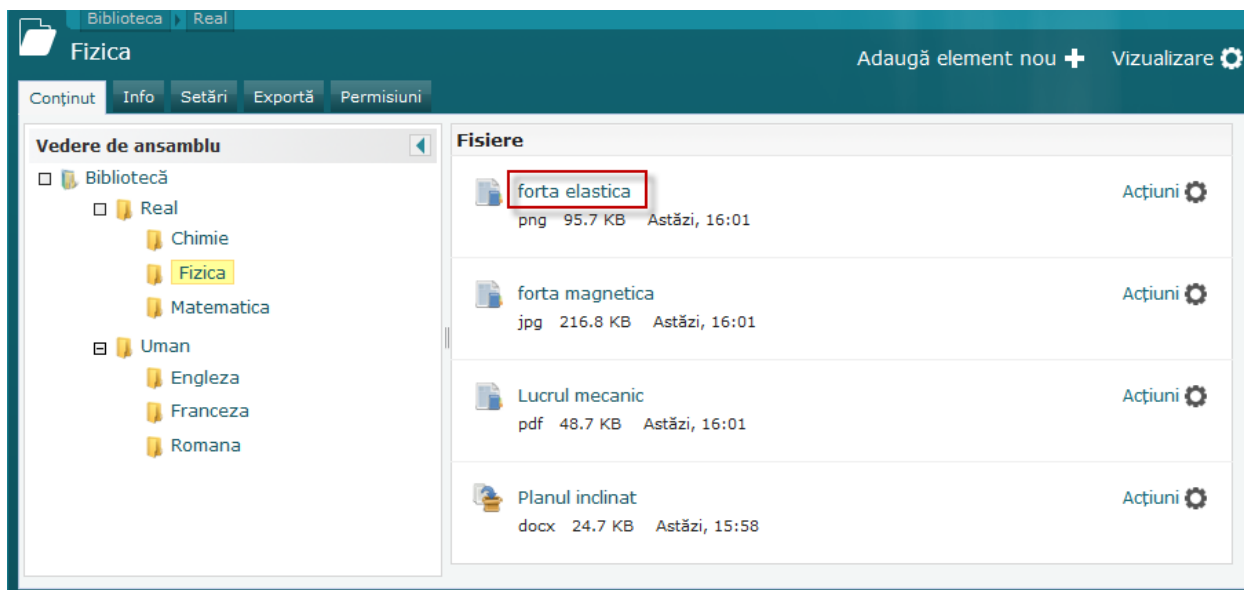 Biblioteca Real
Fizica
Adaugă element nou Vizualizare
Conținut Info Setări Exportă Permisiuni
Vedere de ansamblu
Bibliotecă
Real
Chimie
Fizica
Matematica
Uman
Engleza
Franceza
Romana
Fisiere
forta elastica Acțiuni
png 95.7 KB Astăzi, 16:01
forta magnetica Acțiuni
jpg 216.8 KB Astăzi, 16:01
Lucrul mecanic Acțiuni
pdf 48.7 KB Astăzi, 16:01
Planul inclinat Acțiuni
docx 24.7 KB Astăzi, 15:58